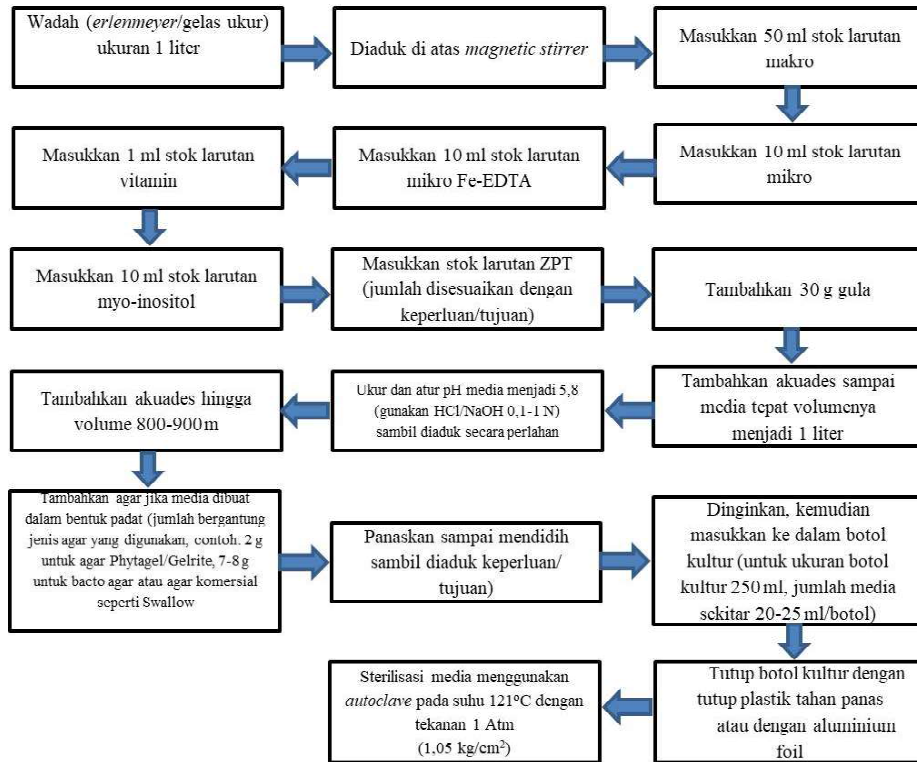 Wadah (erlenmeyer/gelas ukur)
ukuran 1 liter
Diaduk di atas magnetic stirrer
Masukkan 50 ml stok larutan
makro
Masukkan 10 ml stok larutan
mikro
Masukkan 10 ml stok larutan
mikro Fe-EDTA
Masukkan 1 ml stok larutan
vitamin
Masukkan 10 ml stok larutan
myo-inositol
Masukkan stok larutan ZPT
(jumlah disesuaikan dengan
keperluan/tujuan)
Tambahkan 30 g gula
Tambahkan akuades sampai
media tepat volumenya
menjadi 1 liter
Ukur dan atur pH media menjadi 5,8
(gunakan HCl/NaOH 0,1-1 N)
sambil diaduk secara perlahan
Tambahkan akuades hingga
volume 800-900 m
Tambahkan agar jika media dibuat
dalam bentuk padat (jumlah bergantung
jenis agar yang digunakan, contoh. 2 g
untuk agar Phytagel/Gelrite, 7-8 g
untuk bacto agar atau agar komersial
seperti Swallow
Panaskan sampai mendidih
sambil diaduk keperluan/
tujuan)
Dinginkan, kemudian
masukkan ke dalam botol
kultur (untuk ukuran botol
kultur 250 ml, jumlah media
sekitar 20-25 ml/botol)
Tutup botol kultur dengan
tutup plastik tahan panas
atau dengan aluminium
foil
Sterilisasi media menggunakan
autoclave pada suhu 121°C dengan
tekanan 1 Atm
(1,05 kg/cm²)